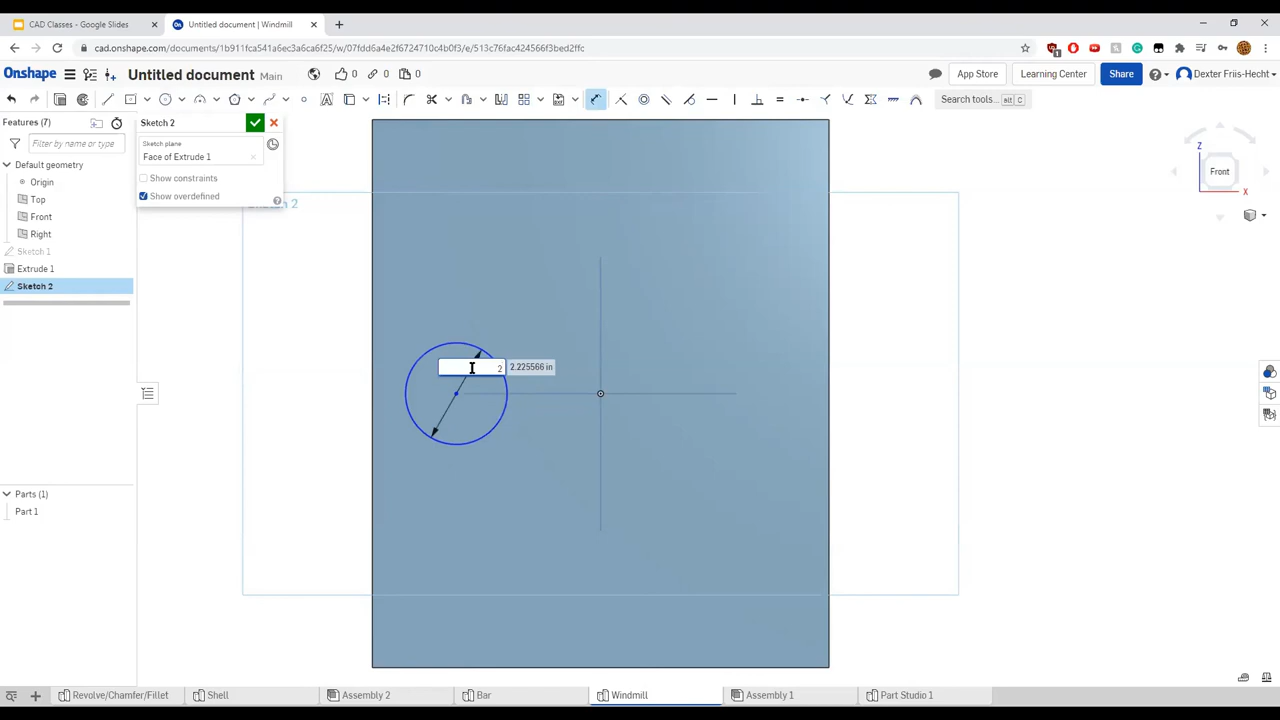 CAD Classes - Google Slides
Untitled document | Windmill
cad.onshape.com/documents/1b911fca541a6ec3a6ca6f25/w/07fdd6a4e2f6724710c4b0f3/e/513c76fac424566f3bed2ffc
Onshape
Untitled document Main
0
0
0
App Store
Learning Center
Share
Dexter Friis-Hecht
Search tools...
alt
C
Features (7)
Filter by name or type
Default geometry
Origin
Top
Front
Right
Sketch 1
Extrude 1
Sketch 2
Sketch 2
Sketch plane
Face of Extrude 1
Show constraints
Show overdefined
2
2.225566 in
Z
Front
X
Parts (1)
Part 1
Revolve/Chamfer/Fillet
Shell
Assembly 2
Bar
Windmill
Assembly 1
Part Studio 1